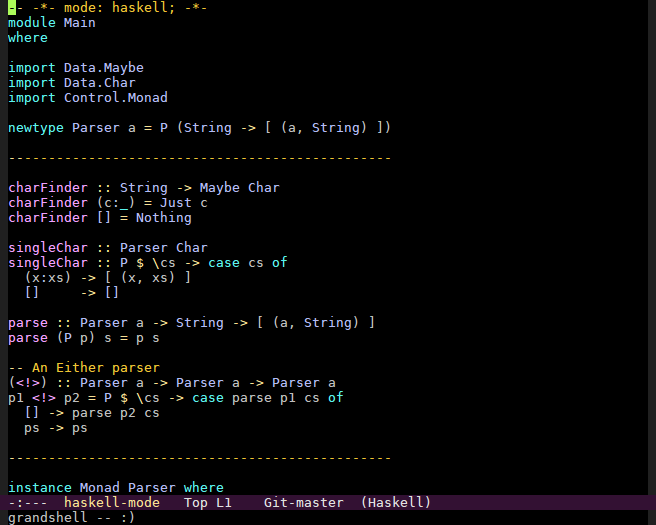 -- -*- mode: haskell; -*-
module Main
where
import Data.Maybe
import Data.Char
import Control.Monad
newtype Parser a = P (String -> [ (a, String) ])
------------------------------------------------
charFinder :: String -> Maybe Char
charFinder (c:_) = Just c
charFinder [] = Nothing
singleChar :: Parser Char
singleChar :: P $ \cs -> case cs of
  (x:xs) -> [ (x, xs) ]
  []     -> []
parse :: Parser a -> String -> [ (a, String) ]
parse (P p) s = p s
-- An Either parser
(<!>) :: Parser a -> Parser a -> Parser a
p1 <!> p2 = P $ \cs -> case parse p1 cs of
  [] -> parse p2 cs
  ps -> ps
------------------------------------------------
instance Monad Parser where
-:---  haskell-mode   Top L1    Git-master  (Haskell)
grandshell -- :)